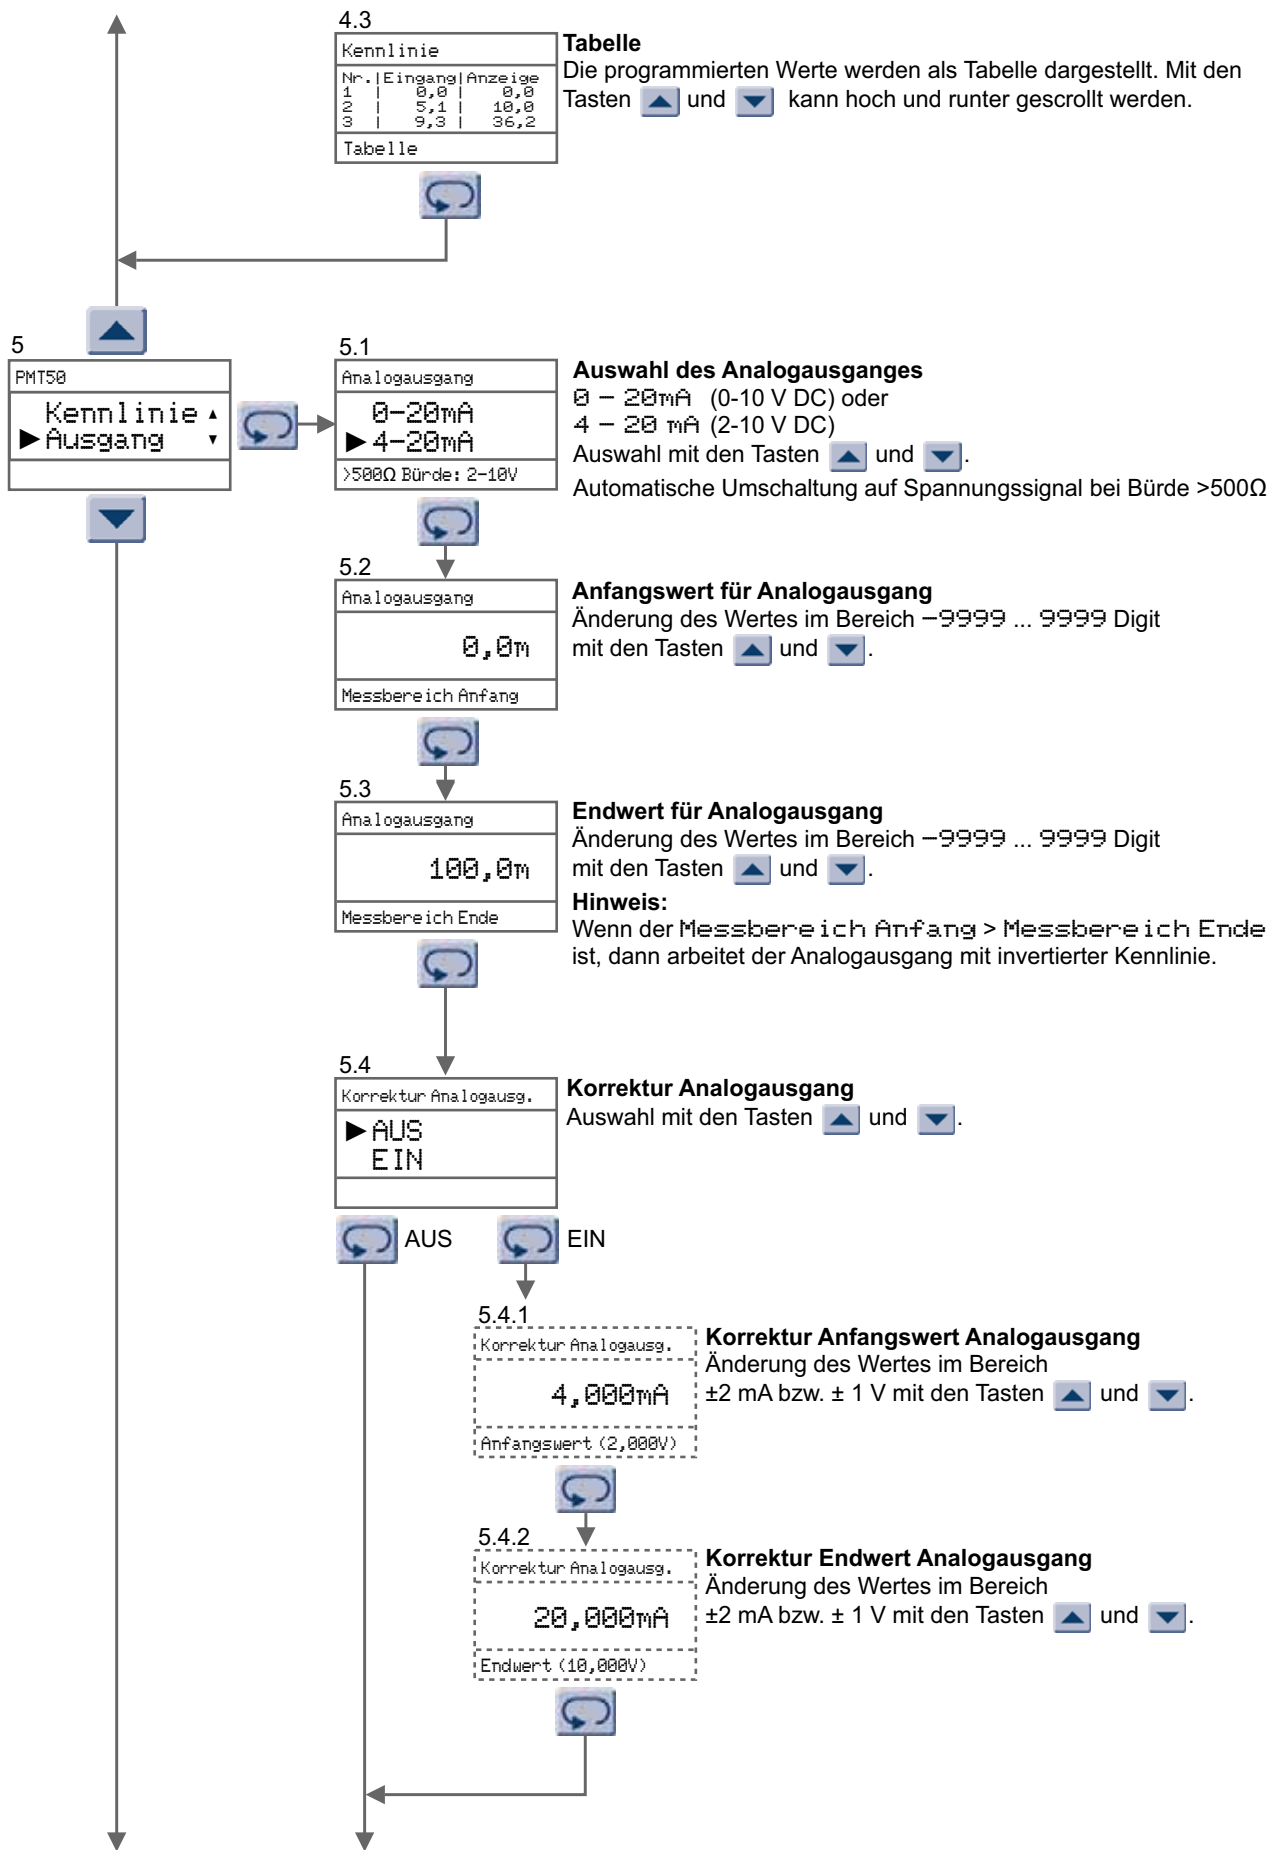 4.3
Kennlinie
Nr.|Eingang|Anzeige
1 | 0,0 | 0,0
2 | 5,1 | 10,0
3 | 9,3 | 36,2
Tabelle
Tabelle
Die programmierten Werte werden als Tabelle dargestellt. Mit den
Tasten und kann hoch und runter gescrollt werden.
5
PMT50
Kennlinie
Ausgang
5.1
Analogausgang
0-20mA
4-20mA
>500Ω Bürde: 2-10V
Auswahl des Analogausganges
0 - 20mA (0-10 V DC) oder
4 - 20 mA (2-10 V DC)
Auswahl mit den Tasten und .
Automatische Umschaltung auf Spannungssignal bei Bürde >500Ω
5.2
Analogausgang
0,0m
Messbereich Anfang
Anfangswert für Analogausgang
Änderung des Wertes im Bereich -9999 ... 9999 Digit
mit den Tasten und .
5.3
Analogausgang
100,0m
Messbereich Ende
Endwert für Analogausgang
Änderung des Wertes im Bereich -9999 ... 9999 Digit
mit den Tasten und .
Hinweis:
Wenn der Messbereich Anfang > Messbereich Ende
ist, dann arbeitet der Analogausgang mit invertierter Kennlinie.
5.4
Korrektur Analogausg.
AUS
EIN
Korrektur Analogausgang
Auswahl mit den Tasten und .
AUS
EIN
5.4.1
Korrektur Analogausg.
4,000mA
Anfangswert (2,000V)
Korrektur Anfangswert Analogausgang
Änderung des Wertes im Bereich
±2 mA bzw. ± 1 V mit den Tasten und .
5.4.2
Korrektur Analogausg.
20,000mA
Endwert (10,000V)
Korrektur Endwert Analogausgang
Änderung des Wertes im Bereich
±2 mA bzw. ± 1 V mit den Tasten und .